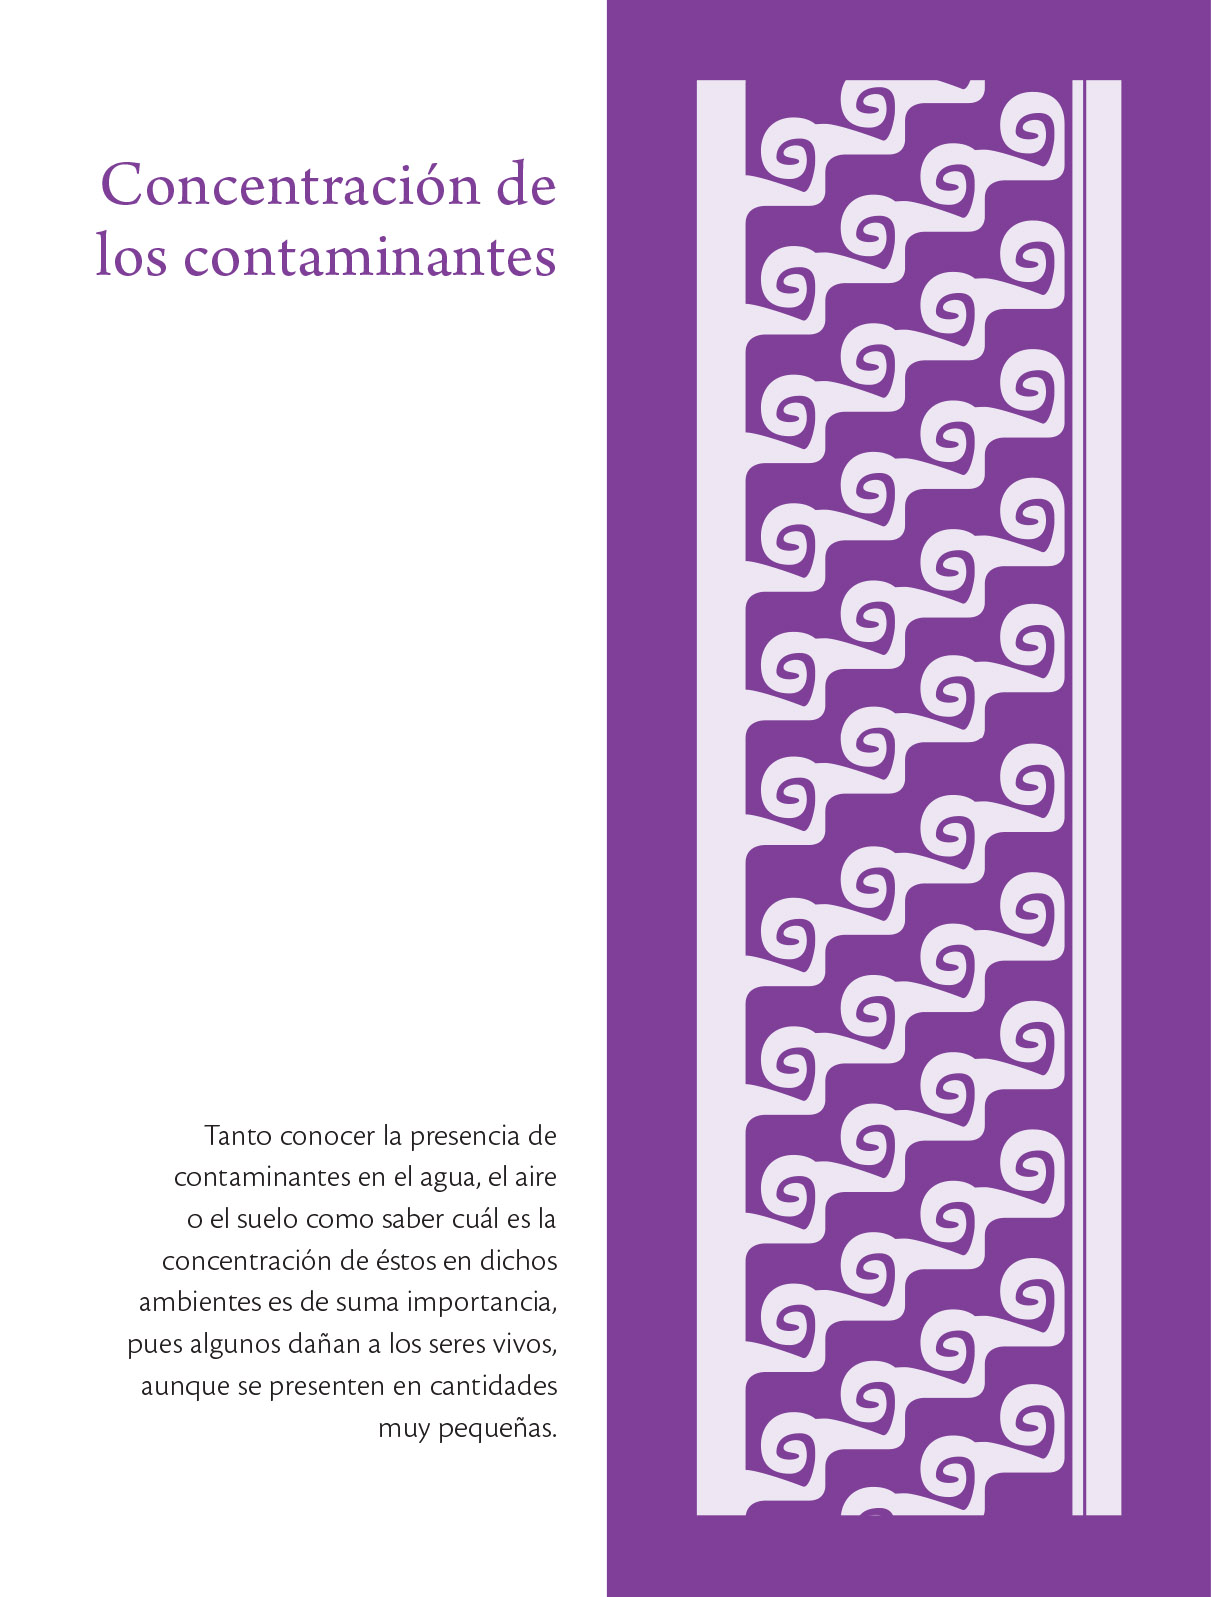 Concentración de
los contaminantes
Tanto conocer la presencia de
contaminantes en el agua, el aire
o el suelo como saber cuál es la
concentración de éstos en dichos
ambientes es de suma importancia,
pues algunos dañan a los seres vivos,
aunque se presenten en cantidades
muy pequeñas.